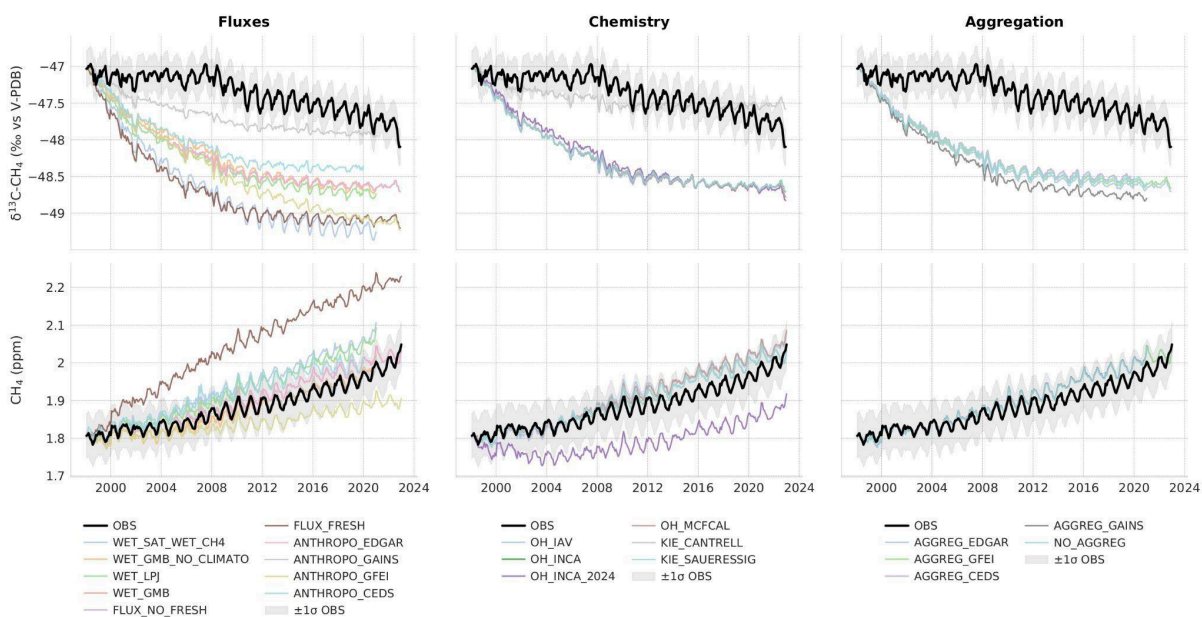 Fluxes
Chemistry
Aggregation
δ¹³C-CH₄ (‰ vs V-PDB)
−47
−47.5
−48
−48.5
−49
CH₄ (ppm)
2.2
2.1
2
1.9
1.8
1.7
2000 2004 2008 2012 2016 2020 2024
2000 2004 2008 2012 2016 2020 2024
2000 2004 2008 2012 2016 2020 2024
OBS
WET_SAT_WET_CH4
WET_GMB_NO_CLIMATO
WET_LPJ
WET_GMB
FLUX_NO_FRESH
FLUX_FRESH
ANTHROPO_EDGAR
ANTHROPO_GAINS
ANTHROPO_GFEI
ANTHROPO_CEDS
±1σ OBS
OBS
OH_IAV
OH_INCA
OH_INCA_2024
OH_MCFCAL
KIE_CANTRELL
KIE_SAUERESSIG
±1σ OBS
OBS
AGGREG_EDGAR
AGGREG_GFEI
AGGREG_CEDS
AGGREG_GAINS
NO_AGGREG
±1σ OBS